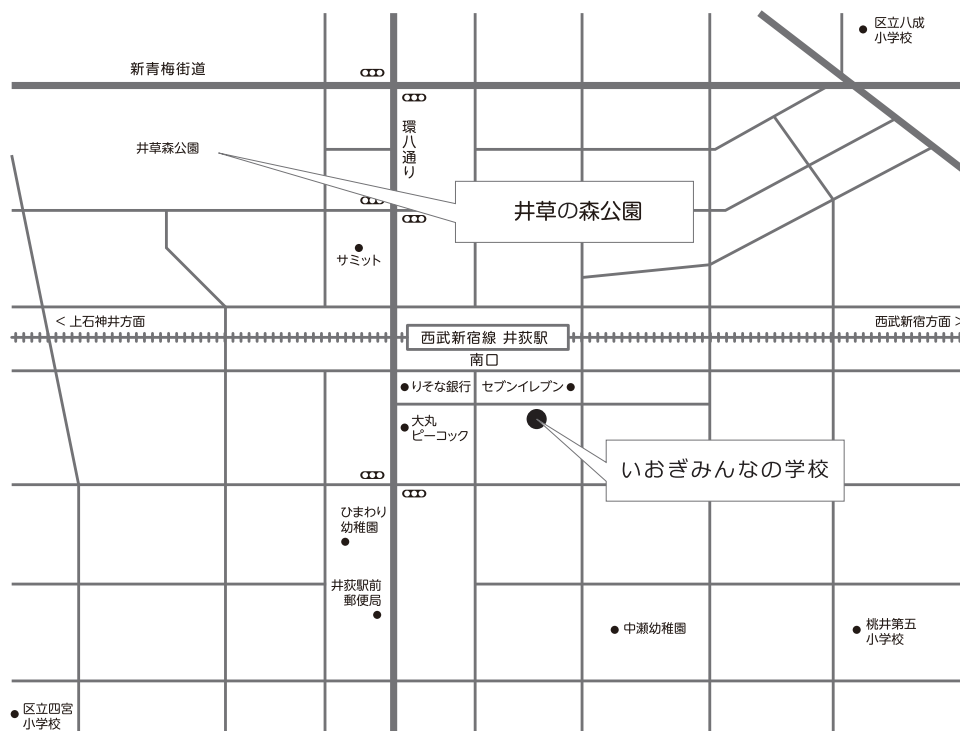 区立八成
小学校
新青梅街道
環八通り
井草森公園
井草の森公園
サミット
< 上石神井方面
西武新宿方面 >
西武新宿線 井荻駅
南口
りそな銀行
セブンイレブン
大丸
ピーコック
いおぎみんなの学校
ひまわり
幼稚園
井荻駅前
郵便局
中瀬幼稚園
桃井第五
小学校
区立四宮
小学校